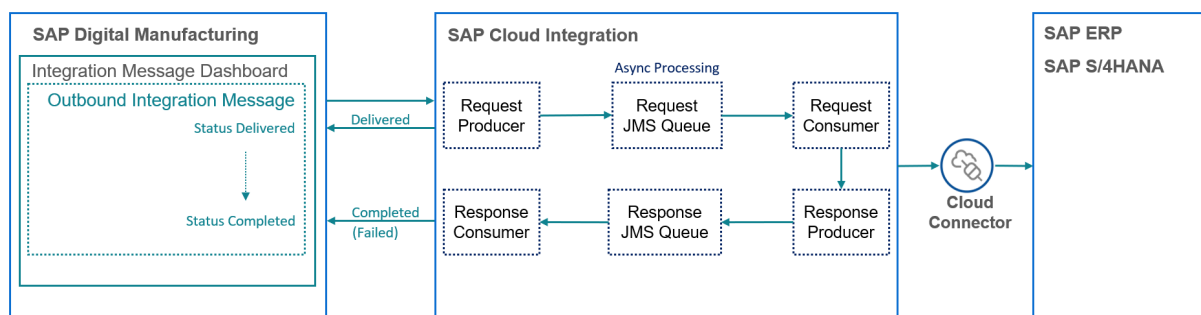 SAP Digital Manufacturing
Integration Message Dashboard
Outbound Integration Message
Status Delivered
Status Completed
Delivered
Completed
(Failed)
SAP Cloud Integration
Async Processing
Request
Producer
Request
JMS Queue
Request
Consumer
Response
Consumer
Response
JMS Queue
Response
Producer
Cloud
Connector
SAP ERP
SAP S/4HANA